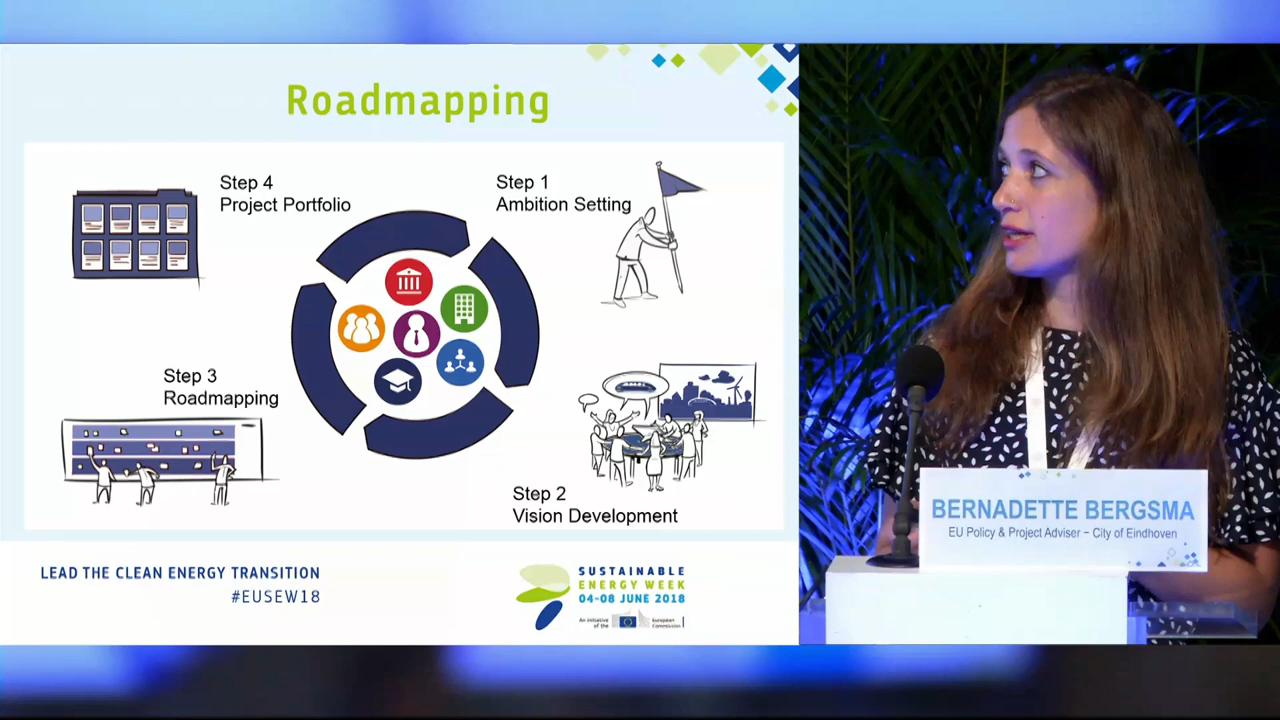 Roadmapping
Step 4
Project Portfolio
Step 1
Ambition Setting
Step 3
Roadmapping
Step 2
Vision Development
LEAD THE CLEAN ENERGY TRANSITION
#EUSEW18
SUSTAINABLE
ENERGY WEEK
04-08 JUNE 2018
An initiative
of the
European
Commission
BERNADETTE BERGSMA
EU Policy & Project Adviser – City of Eindhoven